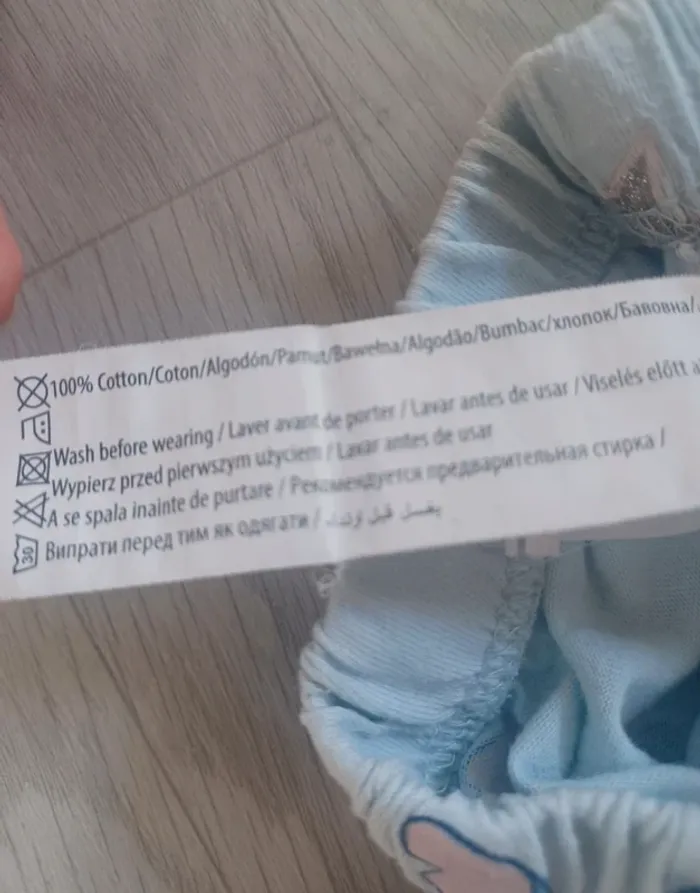 100% Cotton/Coton/Algodón/Pamut/Bawełna/Algodão/Bumbac/хлопок/Бавовна/
Wash before wearing / Laver avant de porter / Lavar antes de usar / Viselés előtt
Wypierz przed pierwszym użyciem / Lavar antes de usar
A se spala inainte de purtare / Рекомендуется предварительная стирка /
30 Випрати перед тим як одягати / يغسل قبل